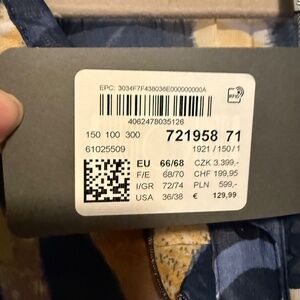 EPC: 3034F7F438036E000000000A
RFID
4062478035126
150 100 300 721958 71
61025509 1921 / 150 / 1
EU 66/68 CZK 3.399,-
F/E 68/70 CHF 199,95
I/GR 72/74 PLN 599,-
USA 36/38 € 129,99